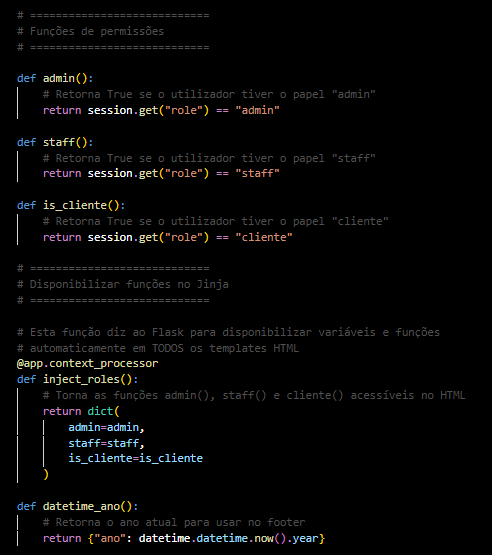 # ============================
# Funções de permissões
# ============================
def admin():
# Retorna True se o utilizador tiver o papel "admin"
return session.get("role") == "admin"
def staff():
# Retorna True se o utilizador tiver o papel "staff"
return session.get("role") == "staff"
def is_cliente():
# Retorna True se o utilizador tiver o papel "cliente"
return session.get("role") == "cliente"
# ============================
# Disponibilizar funções no Jinja
# ============================
# Esta função diz ao Flask para disponibilizar variáveis e funções
# automaticamente em TODOS os templates HTML
@app.context_processor
def inject_roles():
# Torna as funções admin(), staff() e cliente() acessíveis no HTML
return dict(
admin=admin,
staff=staff,
is_cliente=is_cliente
)
def datetime_ano():
# Retorna o ano atual para usar no footer
return {"ano": datetime.datetime.now().year}